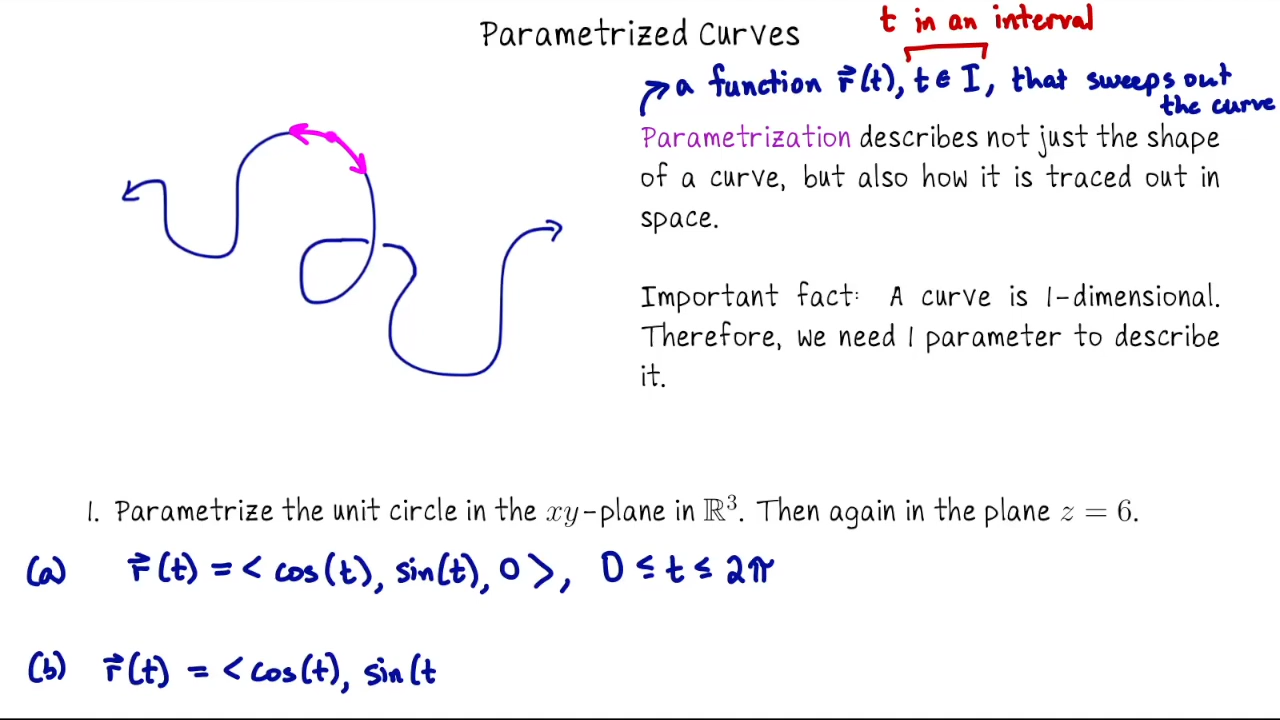 Parametrized Curves
t in an interval
a function r⃗(t), t ∈ I, that sweeps out
the curve
Parametrization describes not just the shape
of a curve, but also how it is traced out in
space.
Important fact: A curve is 1-dimensional.
Therefore, we need 1 parameter to describe
it.
1. Parametrize the unit circle in the xy-plane in ℝ³. Then again in the plane z = 6.
(a) r⃗(t) = < cos(t), sin(t), 0 >, 0 ≤ t ≤ 2π
(b) r⃗(t) = < cos(t), sin(t